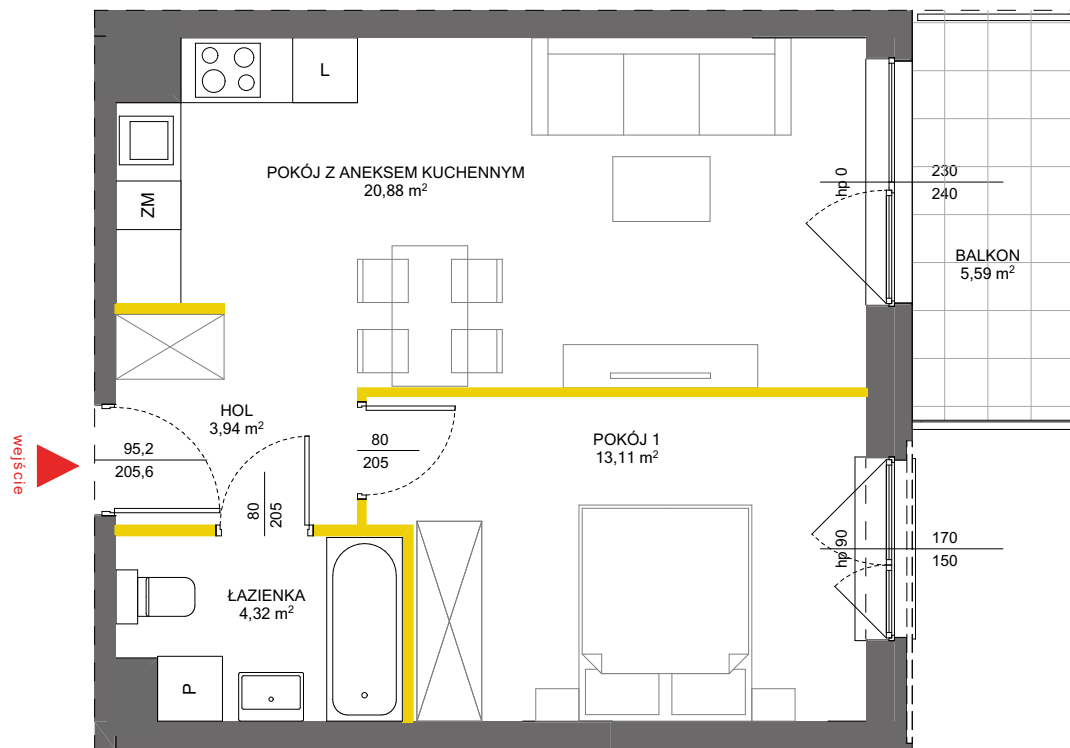 L
ZM
POKÓJ Z ANEKSEM KUCHENNYM
20,88 m²
hp 0
230
240
BALKON
5,59 m²
HOL
3,94 m²
wejście
95,2
205,6
80
205
80
205
POKÓJ 1
13,11 m²
hp 90
170
150
ŁAZIENKA
4,32 m²
P